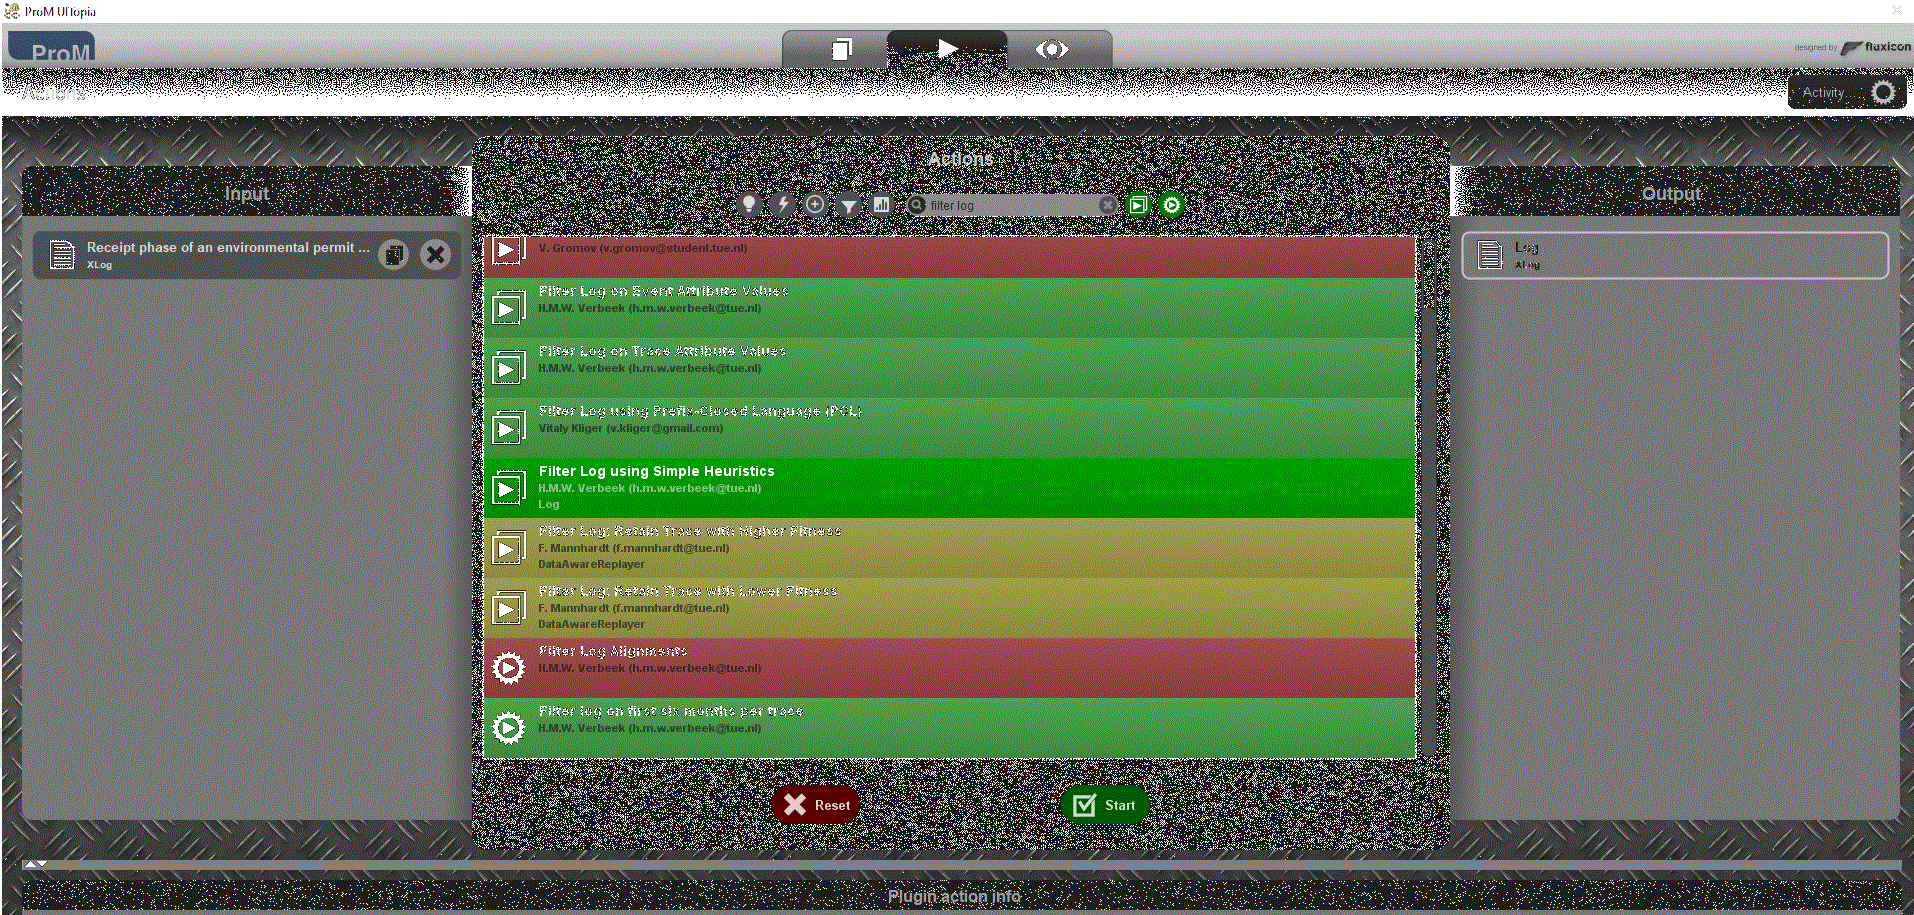 ProM UITopia
ProM
designed by fluxicon
Actions
Activity...
Actions
Input
Output
filter log
Receipt phase of an environmental permit ...
XLog
Log
XLog
V. Gromov (v.gromov@student.tue.nl)
Filter Log on Event Attribute Values
H.M.W. Verbeek (h.m.w.verbeek@tue.nl)
Filter Log on Trace Attribute Values
H.M.W. Verbeek (h.m.w.verbeek@tue.nl)
Filter Log using Prefix-Closed Language (PCL)
Vitaly Kliger (v.kliger@gmail.com)
Filter Log using Simple Heuristics
H.M.W. Verbeek (h.m.w.verbeek@tue.nl)
Log
Filter Log: Retain Trace with Higher Fitness
F. Mannhardt (f.mannhardt@tue.nl)
DataAwareReplayer
Filter Log: Retain Trace with Lower Fitness
F. Mannhardt (f.mannhardt@tue.nl)
DataAwareReplayer
Filter Log Alignments
H.M.W. Verbeek (h.m.w.verbeek@tue.nl)
Filter log on first six months per trace
H.M.W. Verbeek (h.m.w.verbeek@tue.nl)
Reset
Start
Plugin action info